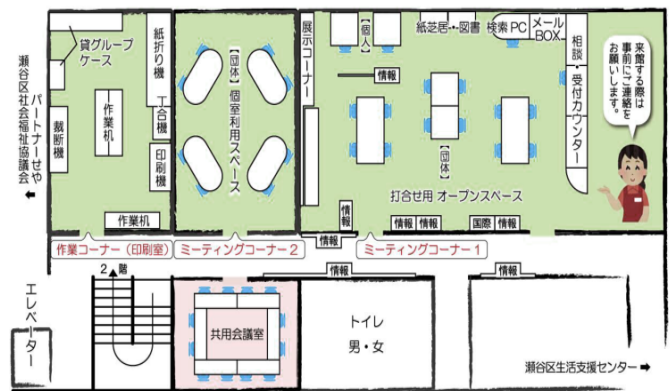 貸グループ
ケース
紙折り機
丁合機
印刷機
作業机
裁断機
作業机
パートナーせや
瀬谷区社会福祉協議会
←
作業コーナー（印刷室）
【団体】個室利用スペース
ミーティングコーナー2
展示コーナー
【個人】
情報
紙芝居・図書
検索PC
メール
BOX
相談・受付カウンター
【団体】
打合せ用 オープンスペース
情報
情報
情報
情報
国際
情報
ミーティングコーナー1
来館する際は
事前にご連絡を
お願いします。
2階
エレベーター
共用会議室
情報
トイレ
男・女
情報
瀬谷区生活支援センター ➡